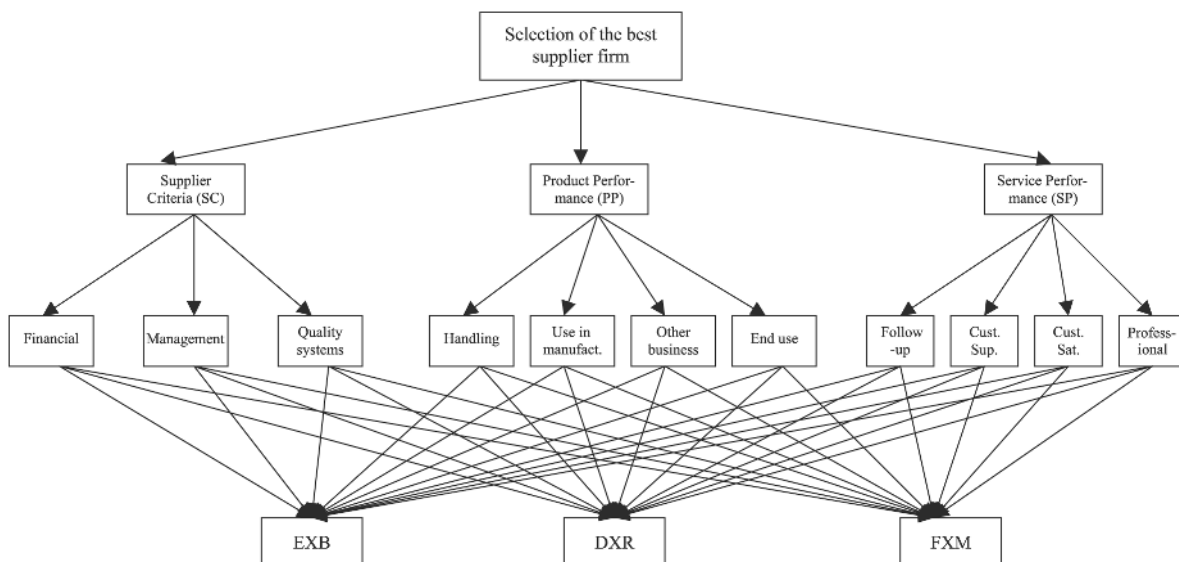 Selection of the best
supplier firm
Supplier
Criteria (SC)
Product Perfor-
mance (PP)
Service Perfor-
mance (SP)
Financial
Management
Quality
systems
Handling
Use in
manufact.
Other
business
End use
Follow
-up
Cust.
Sup.
Cust.
Sat.
Profess-
ional
EXB
DXR
FXM